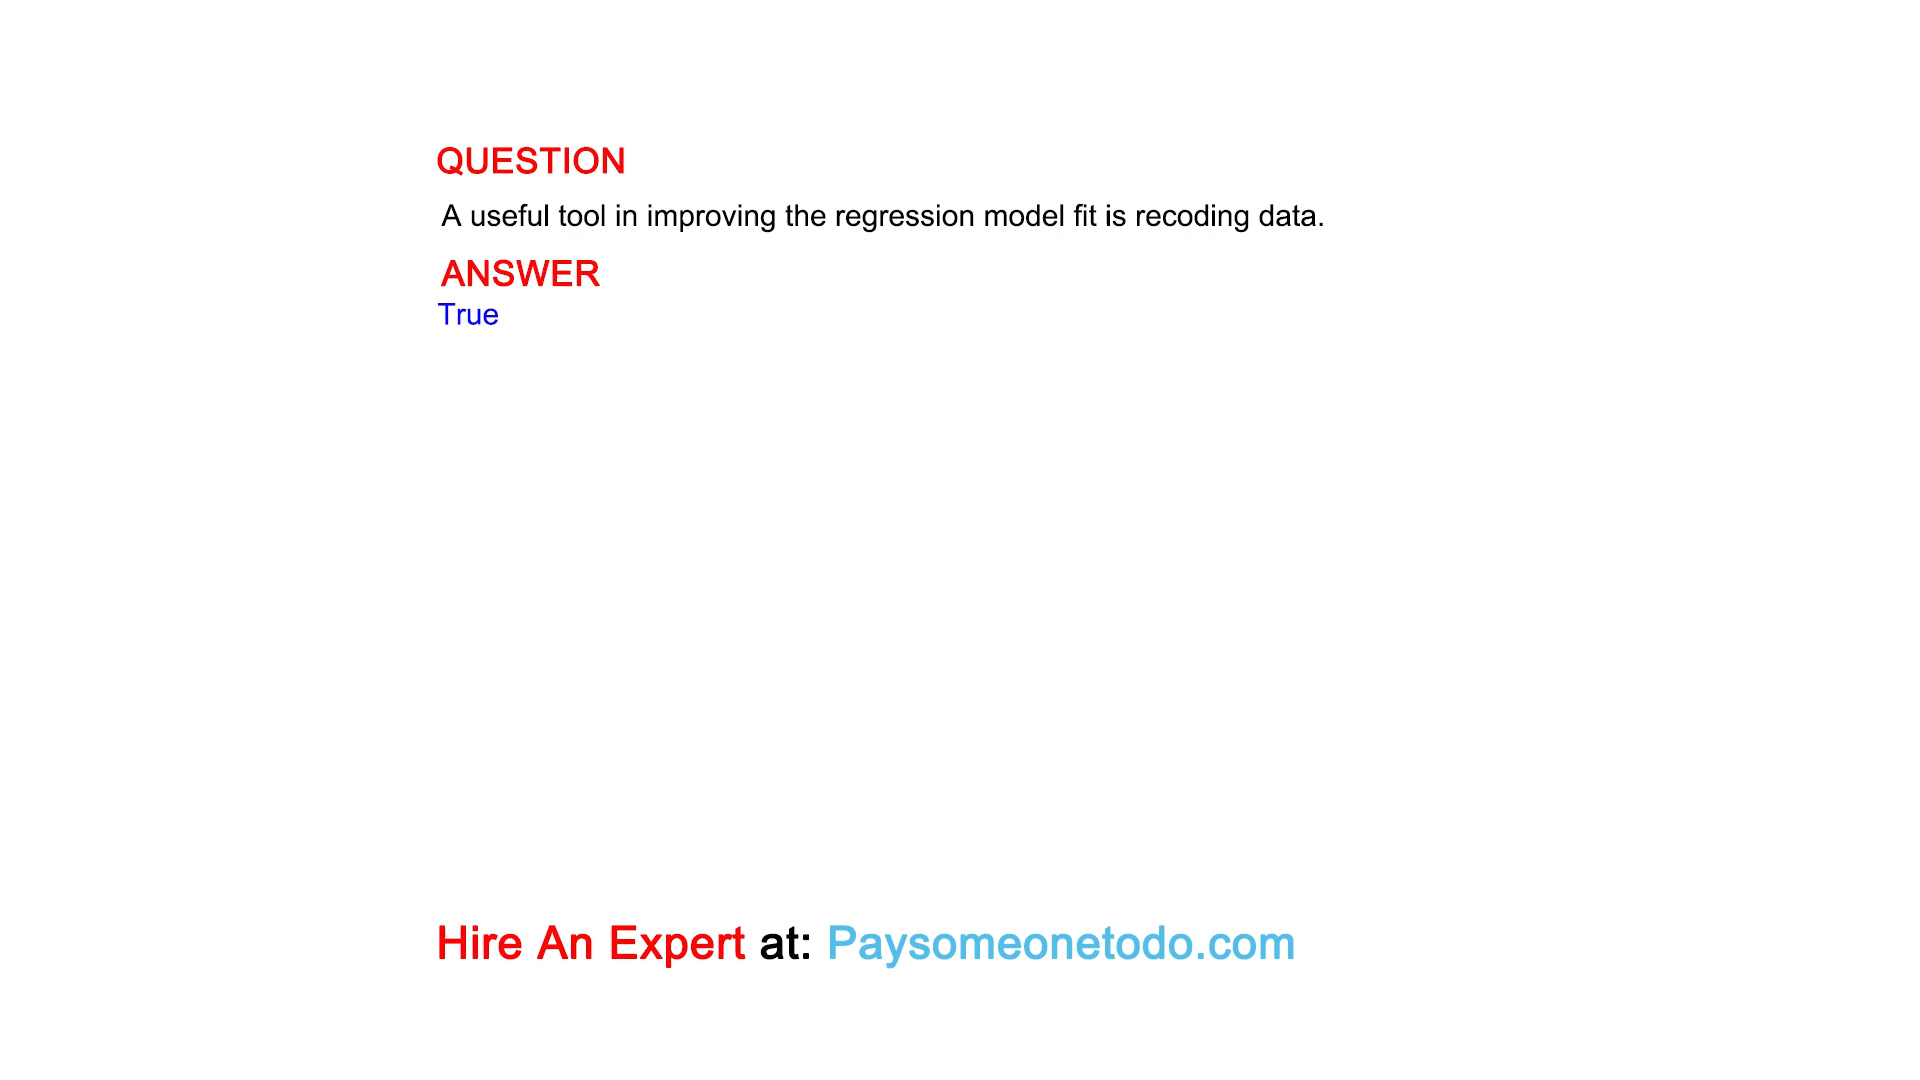 QUESTION
A useful tool in improving the regression model fit is recoding data.
ANSWER
True
Hire An Expert at: Paysomeonetodo.com